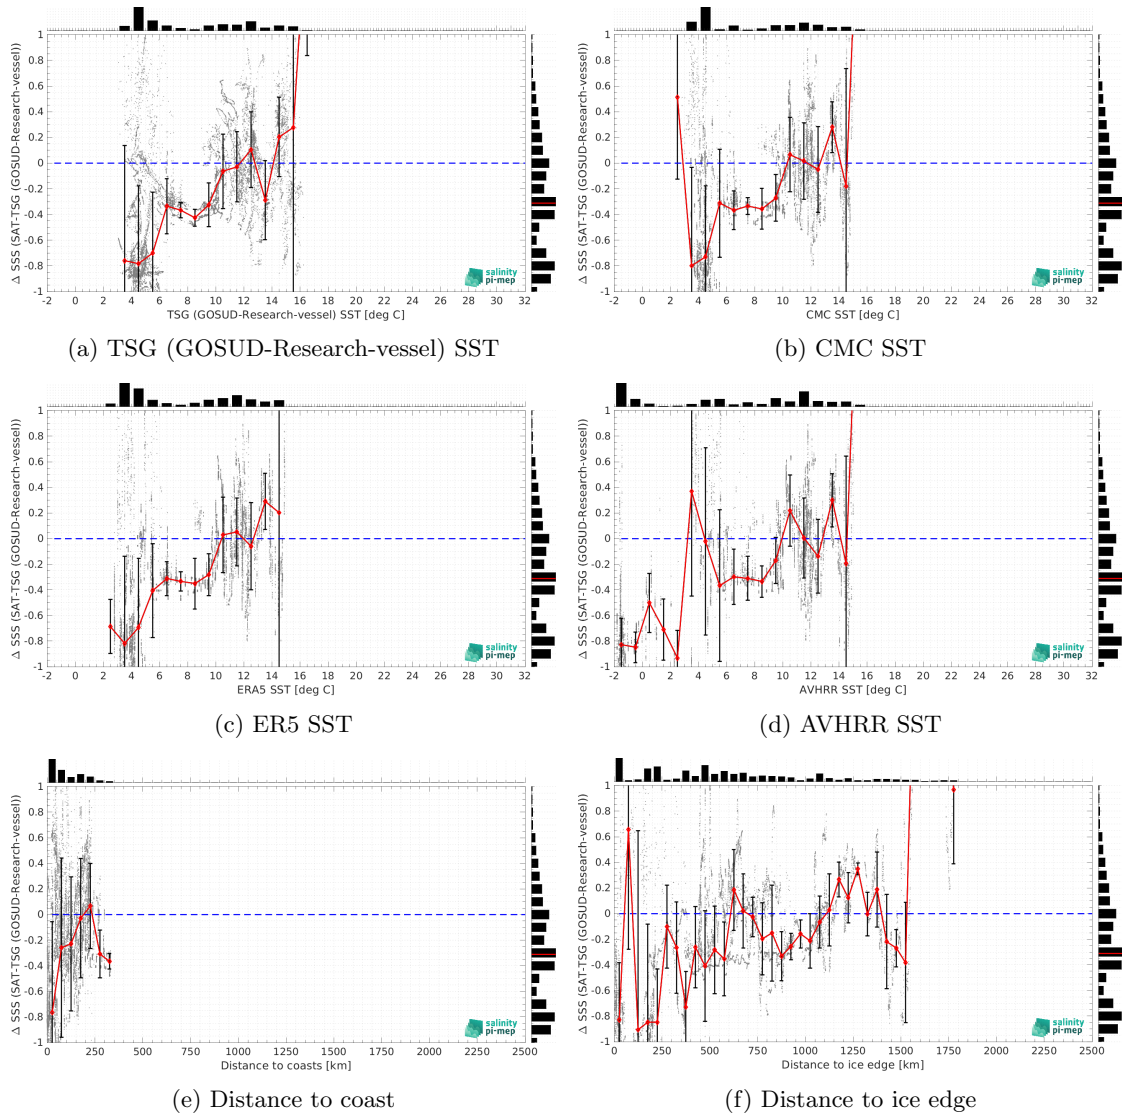 Δ SSS (SAT-TSG (GOSUD-Research-vessel))
1
0.8
0.6
0.4
0.2
0
-0.2
-0.4
-0.6
-0.8
-1
-2 0 2 4 6 8 10 12 14 16 18 20 22 24 26 28 30 32
TSG (GOSUD-Research-vessel) SST [deg C]
salinity
pi-mep
(a) TSG (GOSUD-Research-vessel) SST
Δ SSS (SAT-TSG (GOSUD-Research-vessel))
1
0.8
0.6
0.4
0.2
0
-0.2
-0.4
-0.6
-0.8
-1
-2 0 2 4 6 8 10 12 14 16 18 20 22 24 26 28 30 32
CMC SST [deg C]
salinity
pi-mep
(b) CMC SST
Δ SSS (SAT-TSG (GOSUD-Research-vessel))
1
0.8
0.6
0.4
0.2
0
-0.2
-0.4
-0.6
-0.8
-1
-2 0 2 4 6 8 10 12 14 16 18 20 22 24 26 28 30 32
ERA5 SST [deg C]
salinity
pi-mep
(c) ER5 SST
Δ SSS (SAT-TSG (GOSUD-Research-vessel))
1
0.8
0.6
0.4
0.2
0
-0.2
-0.4
-0.6
-0.8
-1
-2 0 2 4 6 8 10 12 14 16 18 20 22 24 26 28 30 32
AVHRR SST [deg C]
salinity
pi-mep
(d) AVHRR SST
Δ SSS (SAT-TSG (GOSUD-Research-vessel))
1
0.8
0.6
0.4
0.2
0
-0.2
-0.4
-0.6
-0.8
-1
0 250 500 750 1000 1250 1500 1750 2000 2250 2500
Distance to coasts [km]
salinity
pi-mep
(e) Distance to coast
Δ SSS (SAT-TSG (GOSUD-Research-vessel))
1
0.8
0.6
0.4
0.2
0
-0.2
-0.4
-0.6
-0.8
-1
0 250 500 750 1000 1250 1500 1750 2000 2250 2500
Distance to ice edge [km]
salinity
pi-mep
(f) Distance to ice edge